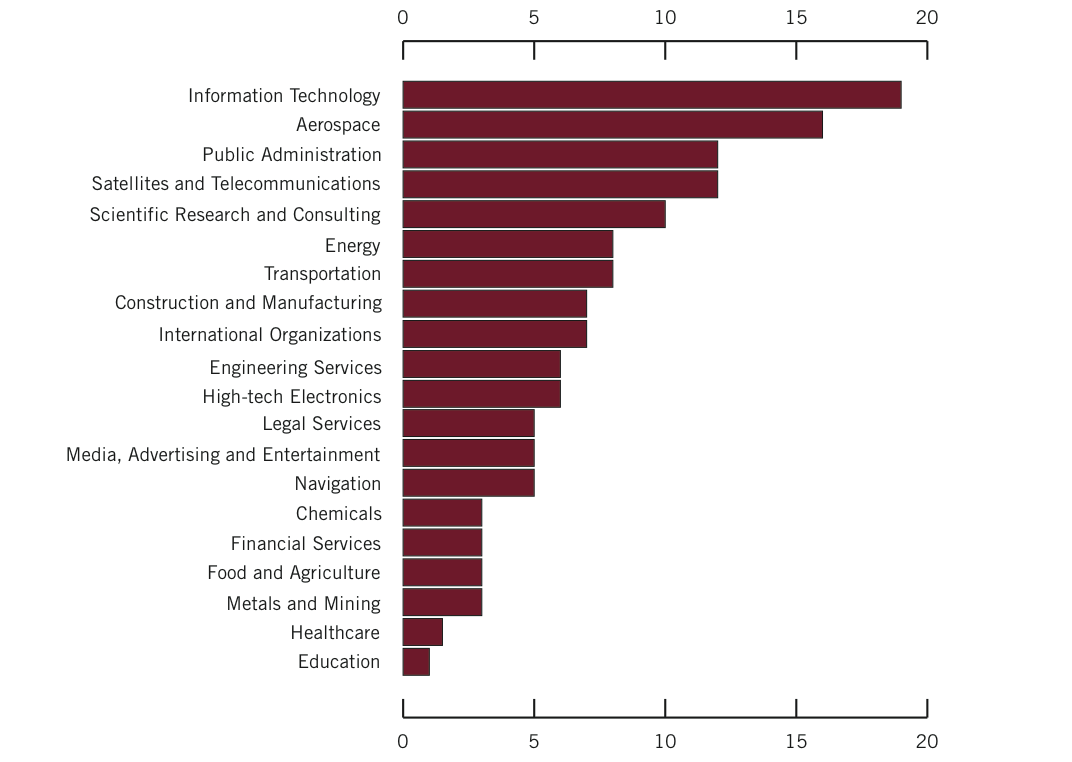 0 5 10 15 20
Information Technology
Aerospace
Public Administration
Satellites and Telecommunications
Scientific Research and Consulting
Energy
Transportation
Construction and Manufacturing
International Organizations
Engineering Services
High-tech Electronics
Legal Services
Media, Advertising and Entertainment
Navigation
Chemicals
Financial Services
Food and Agriculture
Metals and Mining
Healthcare
Education
0 5 10 15 20